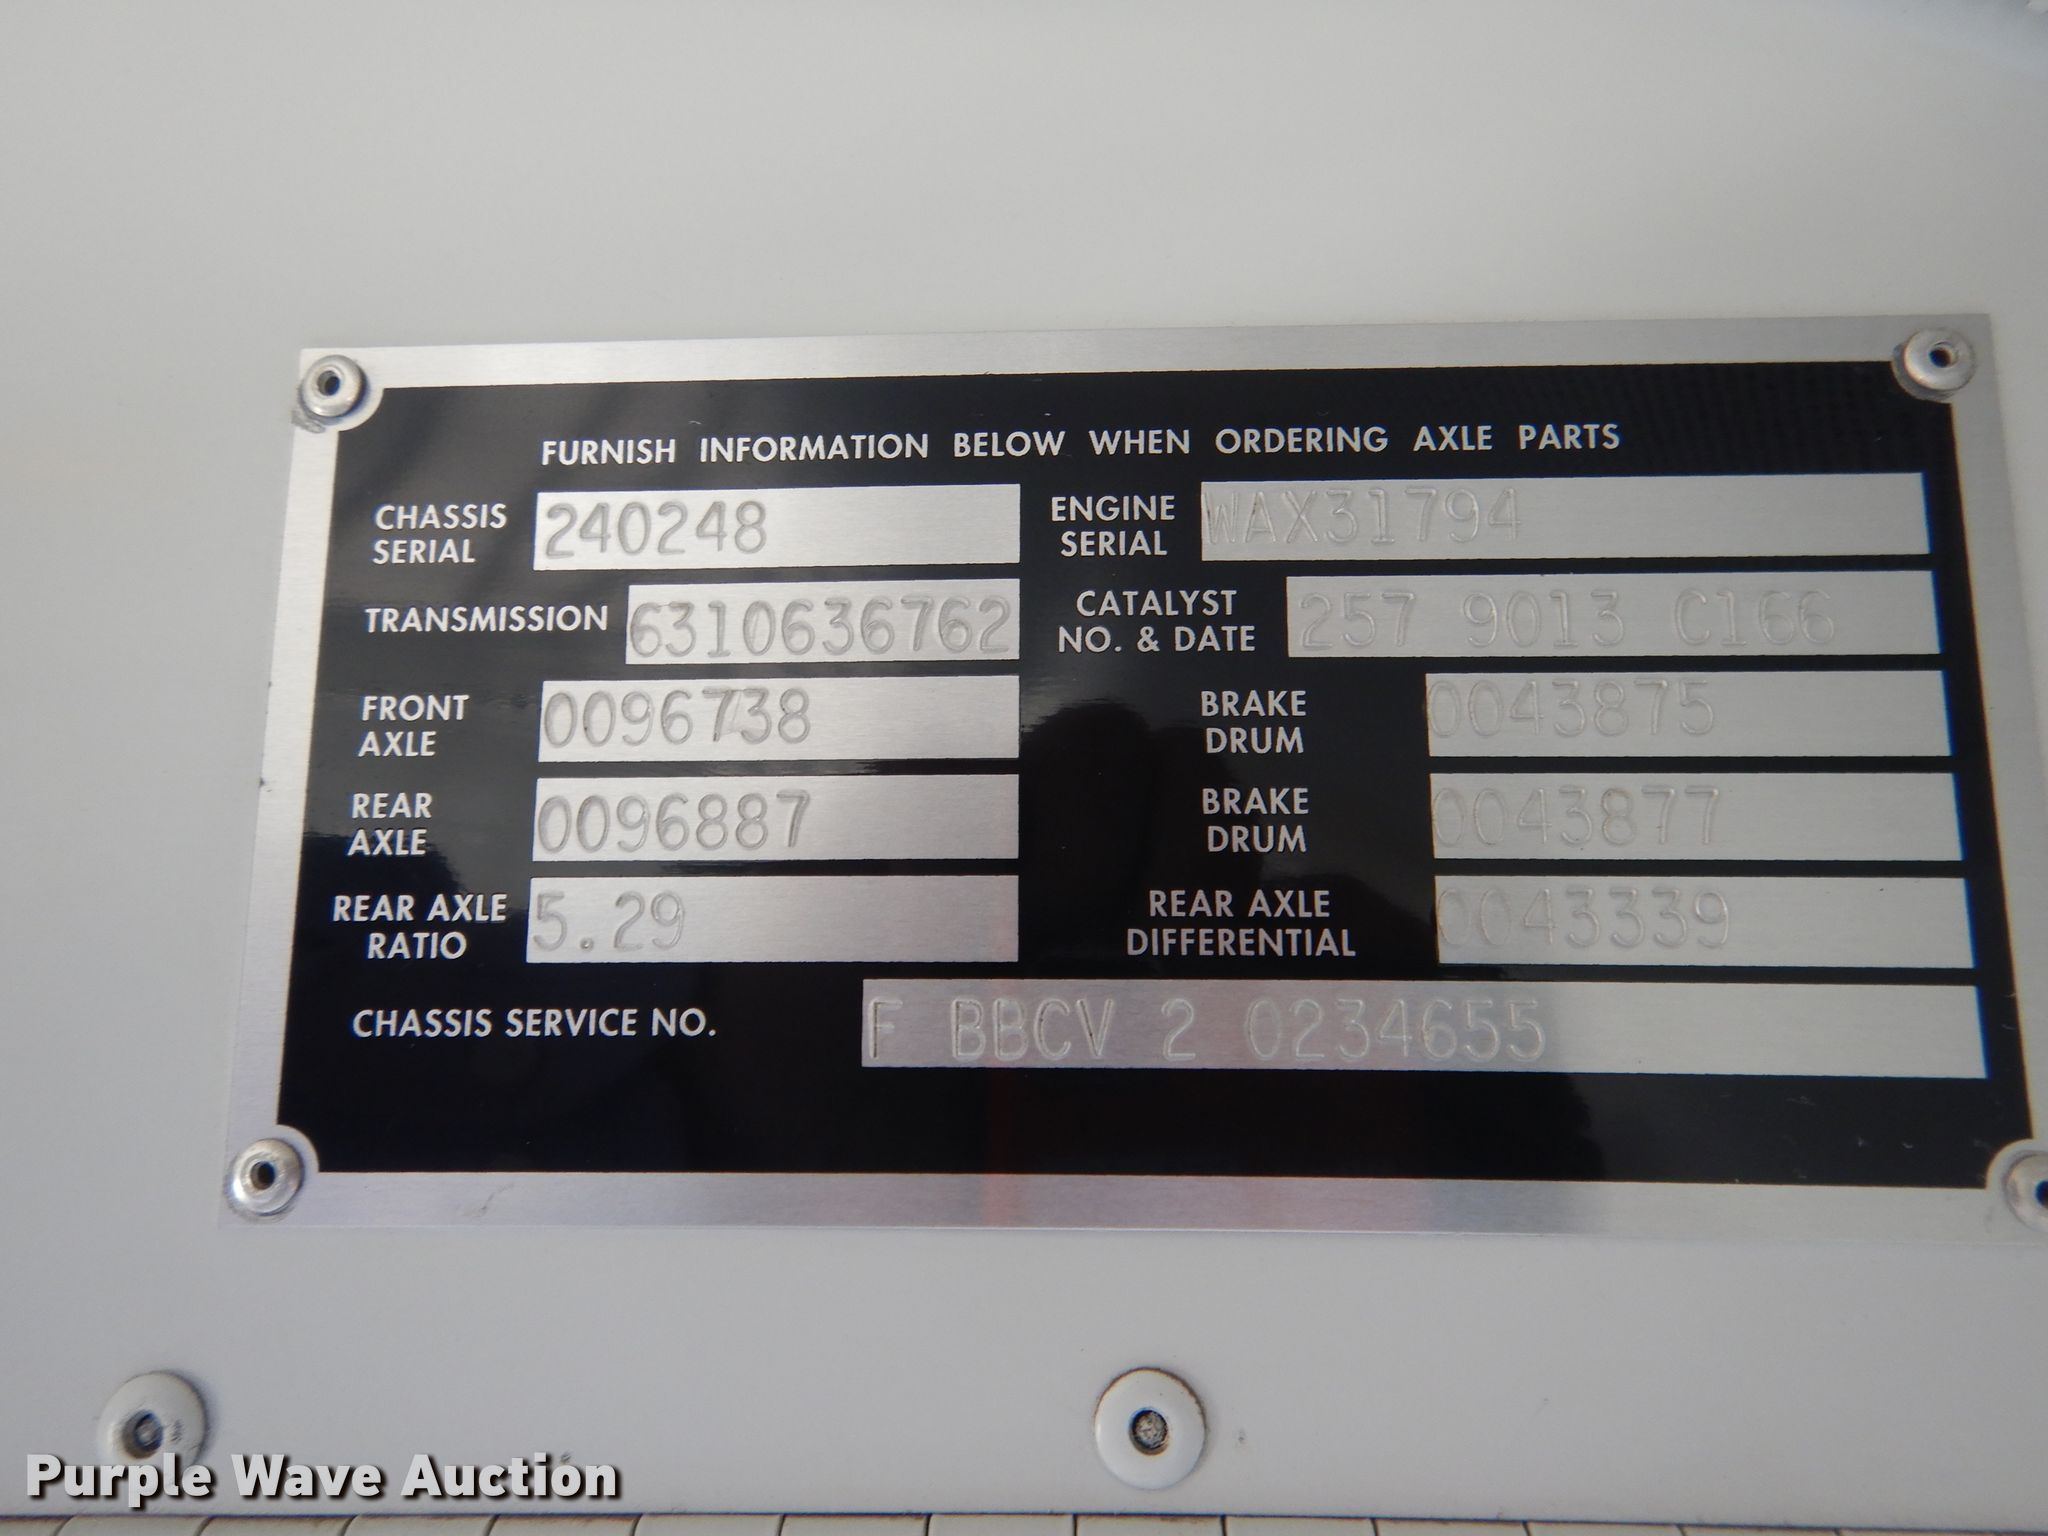 FURNISH INFORMATION BELOW WHEN ORDERING AXLE PARTS
CHASSIS SERIAL 240248
ENGINE SERIAL WAX31794
TRANSMISSION 6310636762
CATALYST NO. & DATE 257 9013 C166
FRONT AXLE 0096738
BRAKE DRUM 0043875
REAR AXLE 0096887
BRAKE DRUM 0043877
REAR AXLE RATIO 5.29
REAR AXLE DIFFERENTIAL 0043339
CHASSIS SERVICE NO. F BBCV 2 0234655
Purple Wave Auction